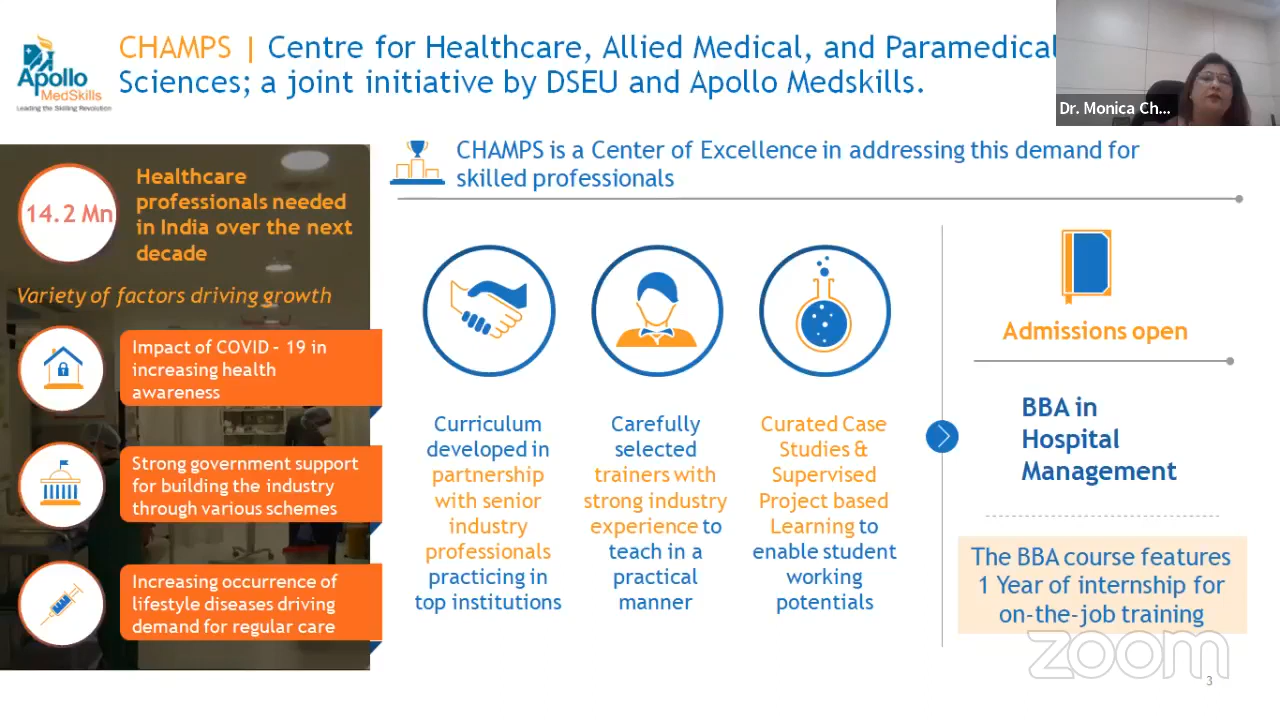 Apollo
MedSkills
Leading the Skilling Revolution
CHAMPS | Centre for Healthcare, Allied Medical, and Paramedical
Sciences; a joint initiative by DSEU and Apollo Medskills.
Dr. Monica Ch...
14.2 Mn
Healthcare
professionals needed
in India over the next
decade
Variety of factors driving growth
Impact of COVID - 19 in
increasing health
awareness
Strong government support
for building the industry
through various schemes
Increasing occurrence of
lifestyle diseases driving
demand for regular care
CHAMPS is a Center of Excellence in addressing this demand for
skilled professionals
Curriculum
developed in
partnership
with senior
industry
professionals
practicing in
top institutions
Carefully
selected
trainers with
strong industry
experience to
teach in a
practical
manner
Curated Case
Studies &
Supervised
Project based
Learning to
enable student
working
potentials
Admissions open
BBA in
Hospital
Management
The BBA course features
1 Year of internship for
on-the-job training
zoom
3